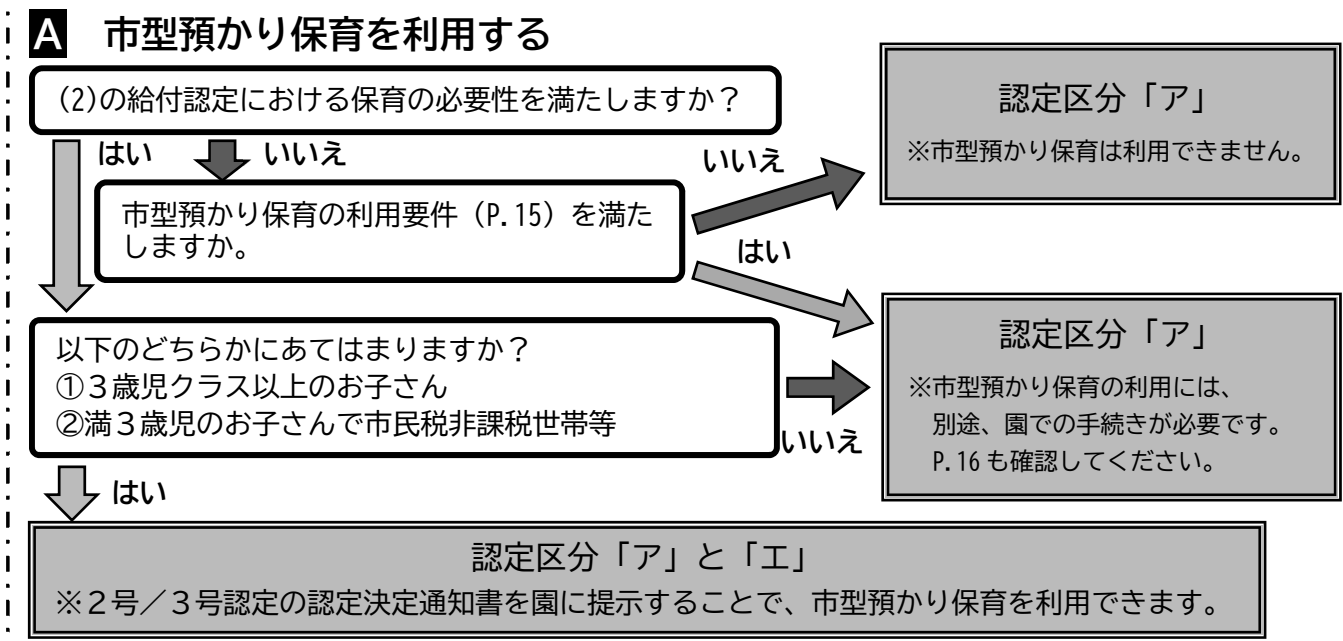 A 市型預かり保育を利用する
(2)の給付認定における保育の必要性を満たしますか？
はい
いいえ
市型預かり保育の利用要件（P.15）を満た
しますか。
いいえ
認定区分「ア」
※市型預かり保育は利用できません。
はい
認定区分「ア」
※市型預かり保育の利用には、
別途、園での手続きが必要です。
P.16も確認してください。
以下のどちらかにあてはまりますか？
①３歳児クラス以上のお子さん
②満３歳児のお子さんで市民税非課税世帯等
いいえ
はい
認定区分「ア」と「エ」
※２号／３号認定の認定決定通知書を園に提示することで、市型預かり保育を利用できます。